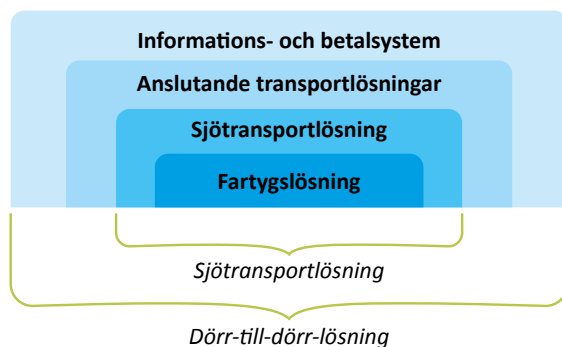 Informations- och betalsystem
Anslutande transportlösningar
Sjötransportlösning
Fartygslösning
Sjötransportlösning
Dörr-till-dörr-lösning